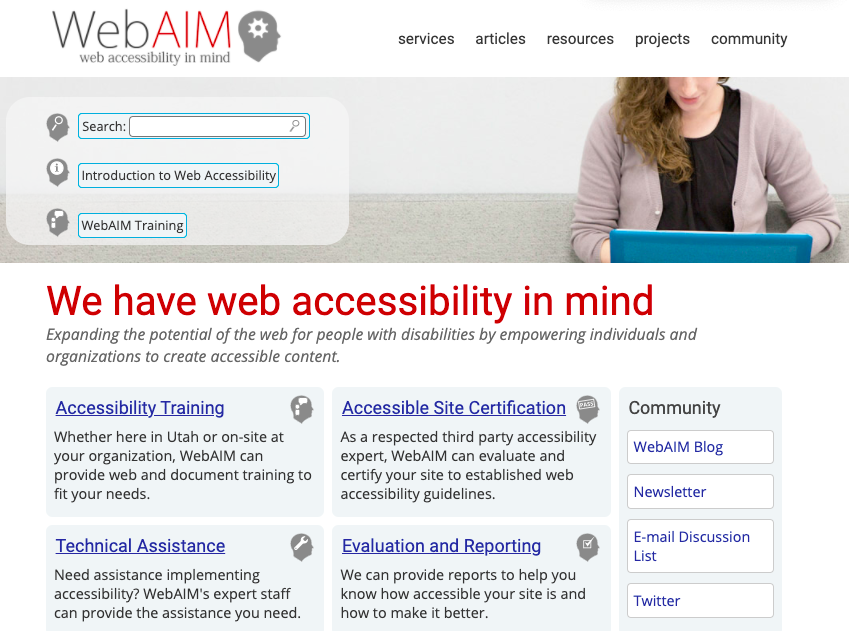 WebAIM
web accessibility in mind
services articles resources projects community
Search:
Introduction to Web Accessibility
WebAIM Training
We have web accessibility in mind
Expanding the potential of the web for people with disabilities by empowering individuals and
organizations to create accessible content.
Accessibility Training
Whether here in Utah or on-site at
your organization, WebAIM can
provide web and document training to
fit your needs.
Accessible Site Certification
PASS
As a respected third party accessibility
expert, WebAIM can evaluate and
certify your site to established web
accessibility guidelines.
Technical Assistance
Need assistance implementing
accessibility? WebAIM's expert staff
can provide the assistance you need.
Evaluation and Reporting
We can provide reports to help you
know how accessible your site is and
how to make it better.
Community
WebAIM Blog
Newsletter
E-mail Discussion
List
Twitter